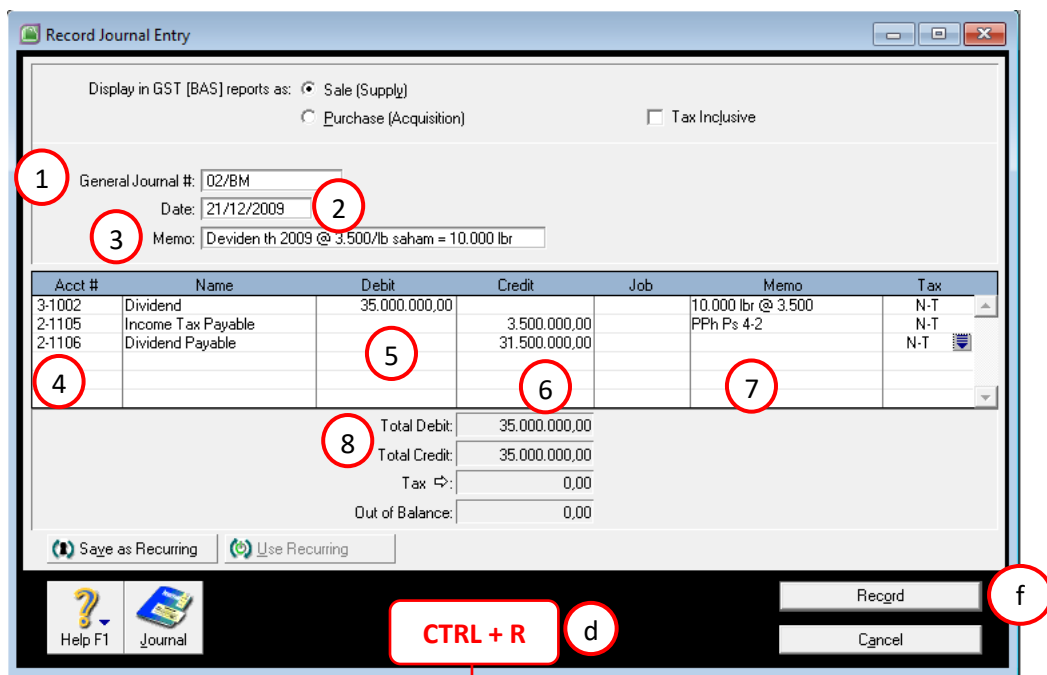 Record Journal Entry
Display in GST [BAS] reports as: Sale (Supply)
Purchase (Acquisition)
Tax Inclusive
1
General Journal #: 02/BM
Date: 21/12/2009
2
3
Memo: Deviden th 2009 @ 3.500/lb saham = 10.000 lbr
Acct # Name Debit Credit Job Memo Tax
3-1002 Dividend 35.000.000,00 10.000 lbr @ 3.500 N-T
2-1105 Income Tax Payable 3.500.000,00 PPh Ps 4-2 N-T
2-1106 Dividend Payable 31.500.000,00 N-T
4
5
6
7
8
Total Debit: 35.000.000,00
Total Credit: 35.000.000,00
Tax ⇨: 0,00
Out of Balance: 0,00
Save as Recurring
Use Recurring
Help F1
Journal
CTRL + R
d
Record
f
Cancel